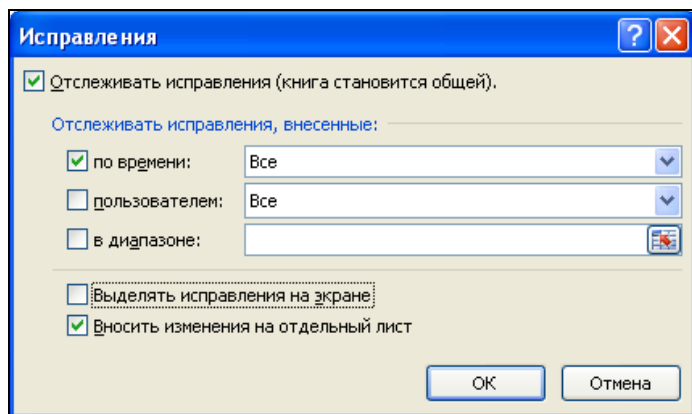 Исправления
Отслеживать исправления (книга становится общей).
Отслеживать исправления, внесенные:
по времени: Все
пользователем: Все
в диапазоне:
Выделять исправления на экране
Вносить изменения на отдельный лист
ОК Отмена